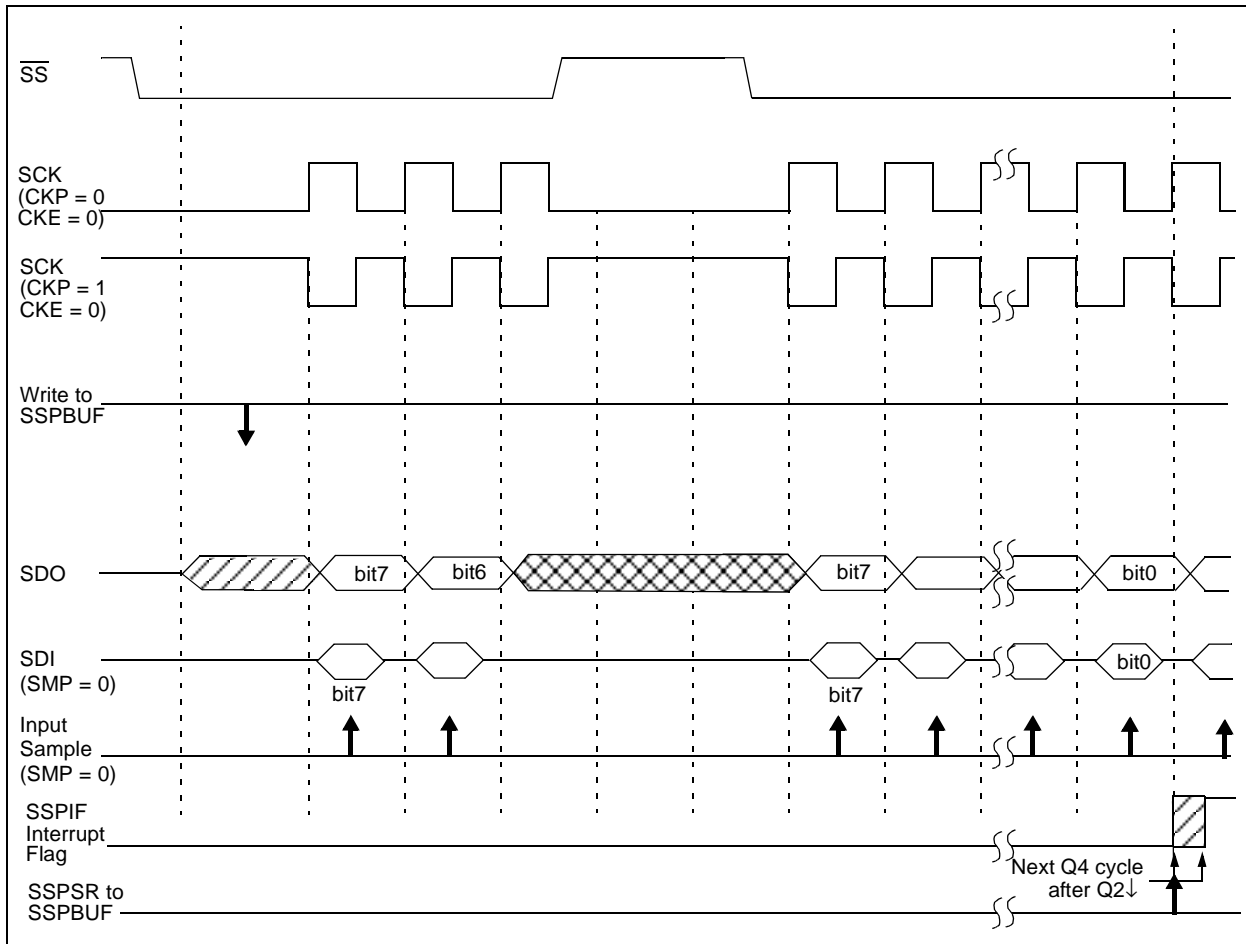 SS
SCK
(CKP = 0
CKE = 0)
SCK
(CKP = 1
CKE = 0)
Write to
SSPBUF
SDO
bit7
bit6
bit7
bit0
SDI
(SMP = 0)
bit7
bit7
bit0
Input
Sample
(SMP = 0)
SSPIF
Interrupt
Flag
Next Q4 cycle
after Q2↓
SSPSR to
SSPBUF